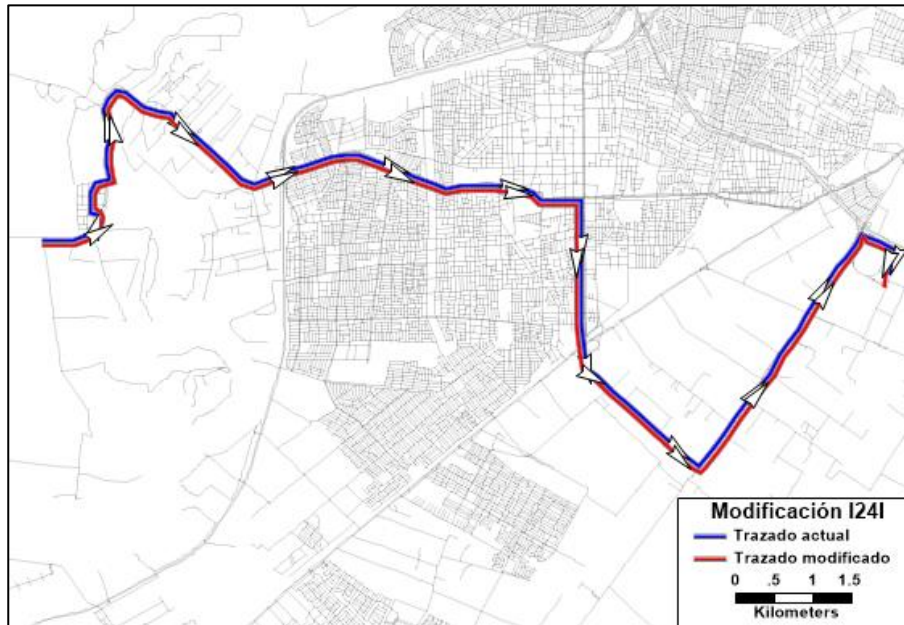 Modificación I24I
Trazado actual
Trazado modificado
0 .5 1 1.5
Kilometers